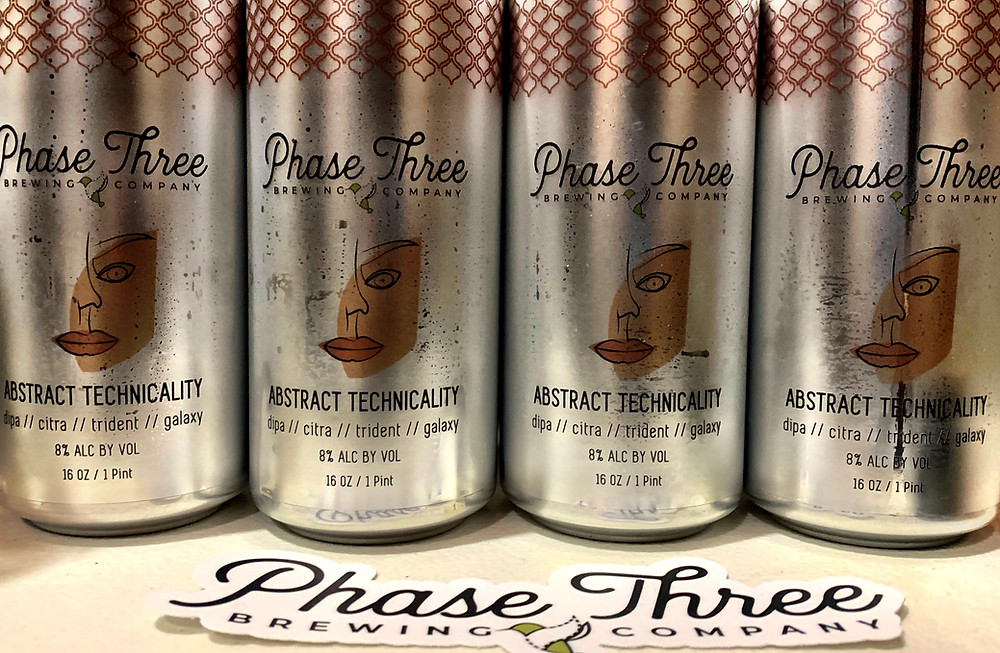 Phase Three
BREWING COMPANY
ABSTRACT TECHNICALITY
dipa // citra // trident // galaxy
8% ALC BY VOL
16 OZ / 1 Pint
Phase Three
BREWING COMPANY
ABSTRACT TECHNICALITY
dipa // citra // trident // galaxy
8% ALC BY VOL
16 OZ / 1 Pint
Phase Three
BREWING COMPANY
ABSTRACT TECHNICALITY
dipa // citra // trident // galaxy
8% ALC BY VOL
16 OZ / 1 Pint
Phase Three
BREWING COMPANY
ABSTRACT TECHNICALITY
dipa // citra // trident // galaxy
8% ALC BY VOL
16 OZ / 1 Pint
Phase Three
BREWING COMPANY